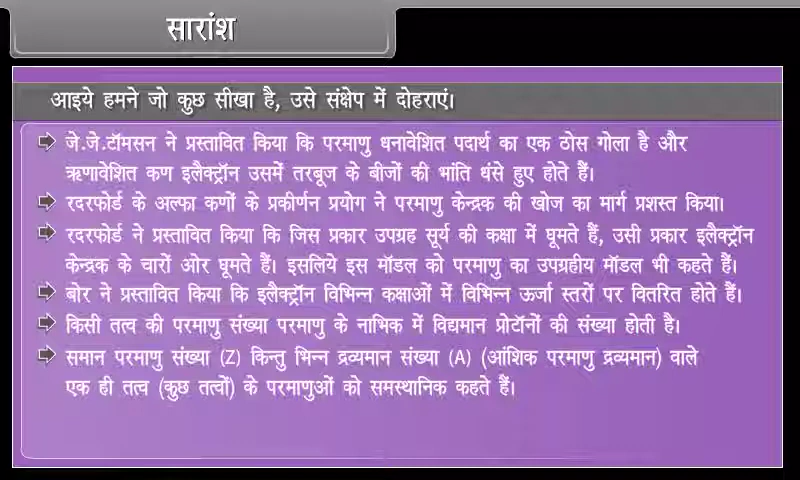 सारांश
आइये हमने जो कुछ सीखा है, उसे संक्षेप में दोहराएं।
जे.जे.टॉमसन ने प्रस्तावित किया कि परमाणु धनावेशित पदार्थ का एक ठोस गोला है और
ऋणावेशित कण इलैक्ट्रॉन उसमें तरबूज के बीजों की भांति धंसे हुए होते हैं।
रदरफोर्ड के अल्फा कणों के प्रकीर्णन प्रयोग ने परमाणु केन्द्रक की खोज का मार्ग प्रशस्त किया।
रदरफोर्ड ने प्रस्तावित किया कि जिस प्रकार उपग्रह सूर्य की कक्षा में घूमते हैं, उसी प्रकार इलैक्ट्रॉन
केन्द्रक के चारों ओर घूमते हैं। इसलिये इस मॉडल को परमाणु का उपग्रहीय मॉडल भी कहते हैं।
बोर ने प्रस्तावित किया कि इलैक्ट्रॉन विभिन्न कक्षाओं में विभिन्न ऊर्जा स्तरों पर वितरित होते हैं।
किसी तत्व की परमाणु संख्या परमाणु के नाभिक में विद्यमान प्रोटॉनों की संख्या होती है।
समान परमाणु संख्या (Z) किन्तु भिन्न द्रव्यमान संख्या (A) (आंशिक परमाणु द्रव्यमान) वाले
एक ही तत्व (कुछ तत्वों) के परमाणुओं को समस्थानिक कहते हैं।